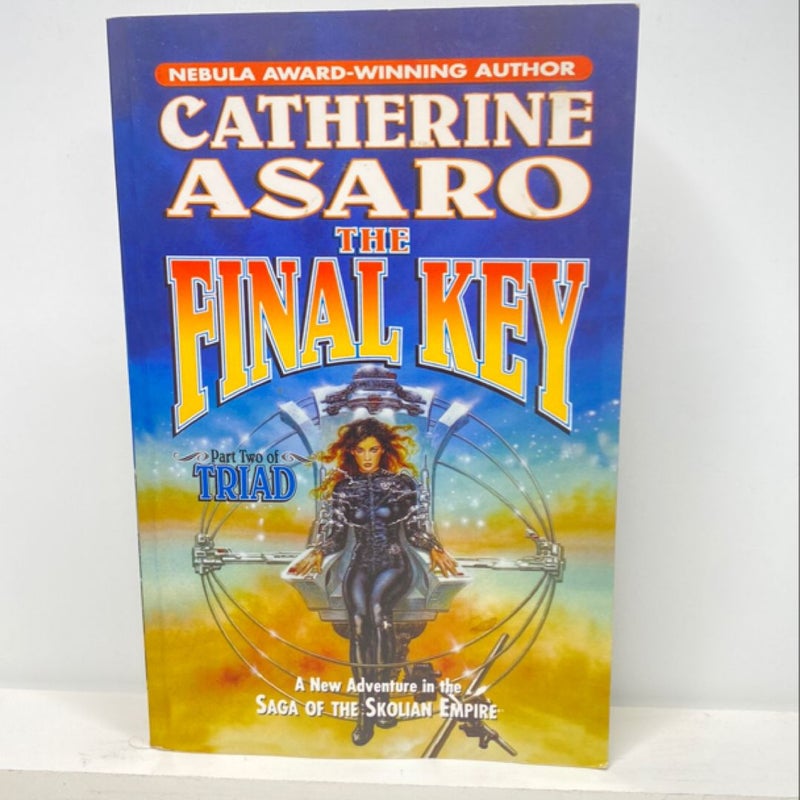 NEBULA AWARD-WINNING AUTHOR
CATHERINE
ASARO
THE
FINAL KEY
Part Two of
TRIAD
A New Adventure in the
SAGA OF THE SKOLIAN EMPIRE